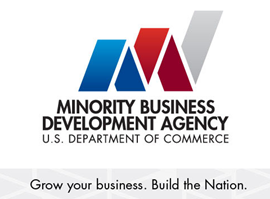 MINORITY BUSINESS
DEVELOPMENT AGENCY
U.S. DEPARTMENT OF COMMERCE
Grow your business. Build the Nation.